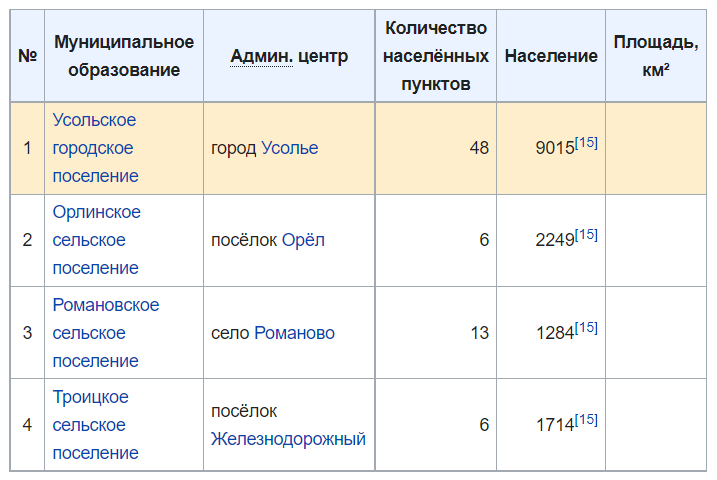 № Муниципальное образование Админ. центр Количество населённых пунктов Население Площадь, км²
1 Усольское городское поселение город Усолье 48 9015[15]
2 Орлинское сельское поселение посёлок Орёл 6 2249[15]
3 Романовское сельское поселение село Романово 13 1284[15]
4 Троицкое сельское поселение посёлок Железнодорожный 6 1714[15]